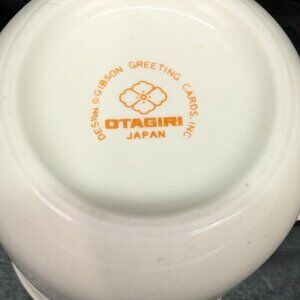 DESIGN © GIBSON GREETING CARDS, INC.
OTAGIRI
JAPAN